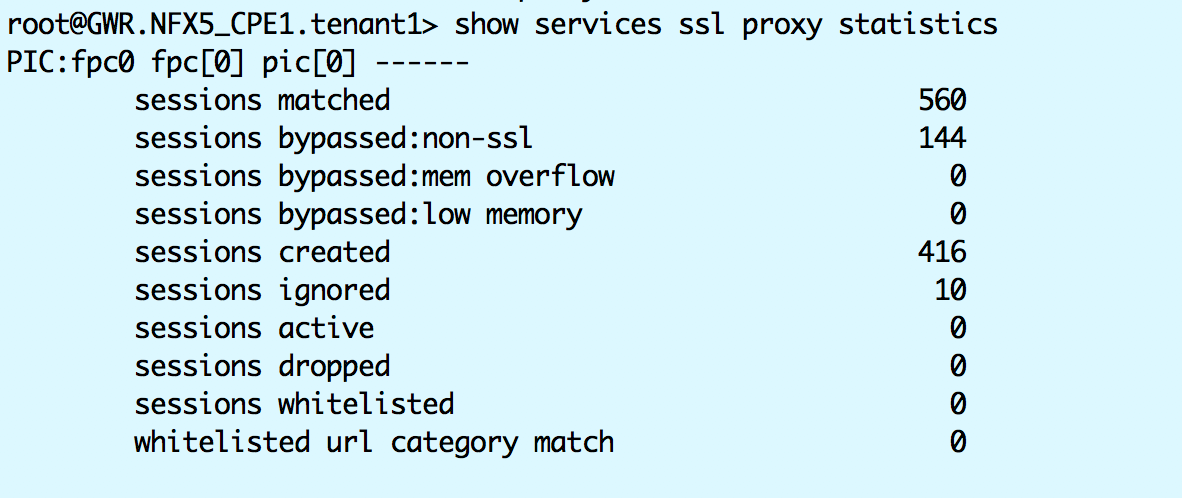 root@GWR.NFX5_CPE1.tenant1> show services ssl proxy statistics
PIC:fpc0 fpc[0] pic[0] ------
sessions matched 560
sessions bypassed:non-ssl 144
sessions bypassed:mem overflow 0
sessions bypassed:low memory 0
sessions created 416
sessions ignored 10
sessions active 0
sessions dropped 0
sessions whitelisted 0
whitelisted url category match 0